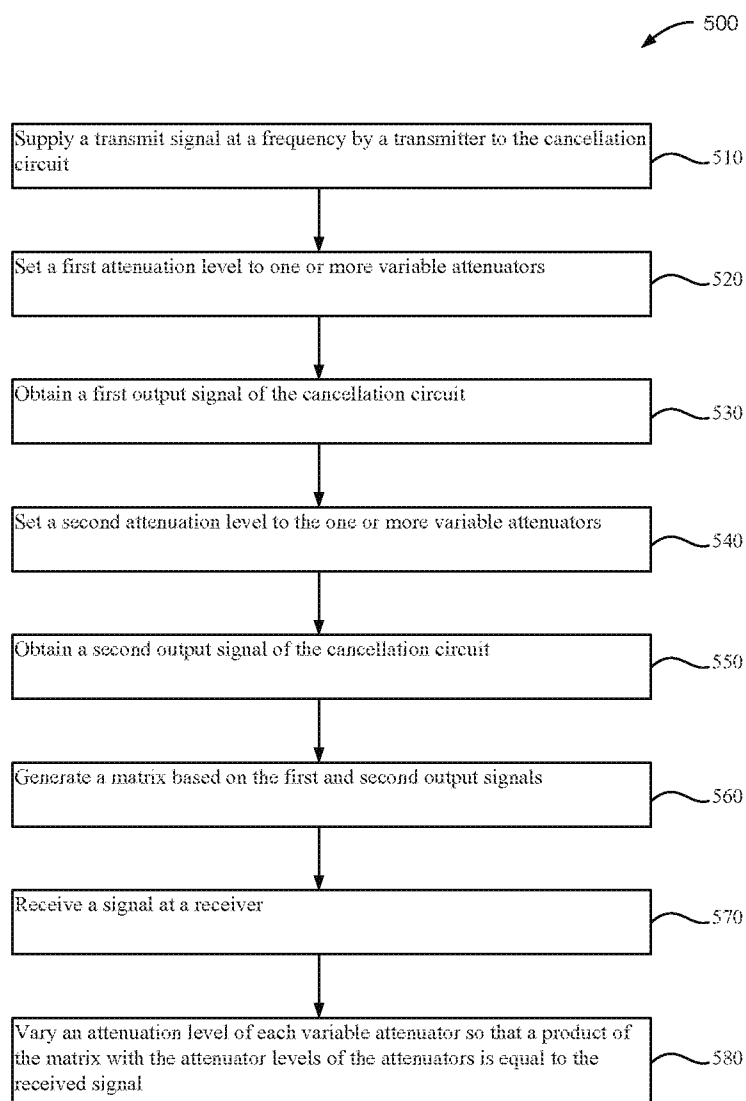 500
Supply a transmit signal at a frequency by a transmitter to the cancellation
circuit
510
Set a first attenuation level to one or more variable attenuators
520
Obtain a first output signal of the cancellation circuit
530
Set a second attenuation level to the one or more variable attenuators
540
Obtain a second output signal of the cancellation circuit
550
Generate a matrix based on the first and second output signals
560
Receive a signal at a receiver
570
Vary an attenuation level of each variable attenuator so that a product of
the matrix with the attenuator levels of the attenuators is equal to the
received signal
580